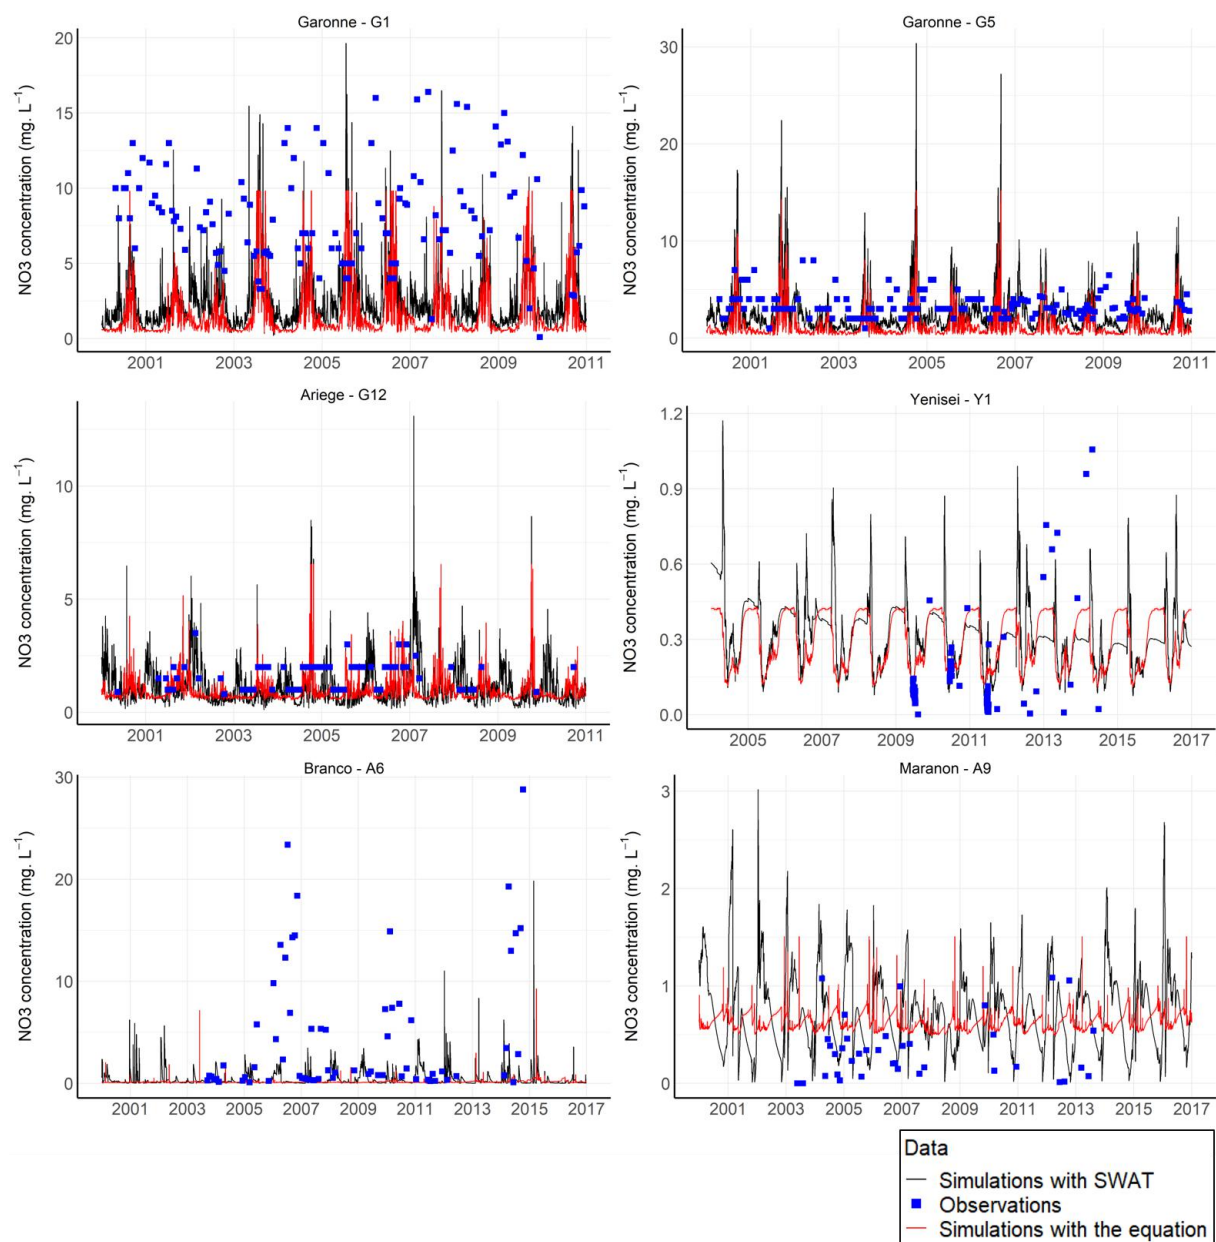 Garonne - G1
NO3 concentration (mg. L⁻¹)
20
15
10
5
0
2001 2003 2005 2007 2009 2011
Garonne - G5
NO3 concentration (mg. L⁻¹)
30
20
10
0
2001 2003 2005 2007 2009 2011
Ariege - G12
NO3 concentration (mg. L⁻¹)
10
5
0
2001 2003 2005 2007 2009 2011
Yenisei - Y1
NO3 concentration (mg. L⁻¹)
1.2
0.9
0.6
0.3
0.0
2005 2007 2009 2011 2013 2015 2017
Branco - A6
NO3 concentration (mg. L⁻¹)
30
20
10
0
2001 2003 2005 2007 2009 2011 2013 2015 2017
Maranon - A9
NO3 concentration (mg. L⁻¹)
3
2
1
0
2001 2003 2005 2007 2009 2011 2013 2015 2017
Data
Simulations with SWAT
Observations
Simulations with the equation